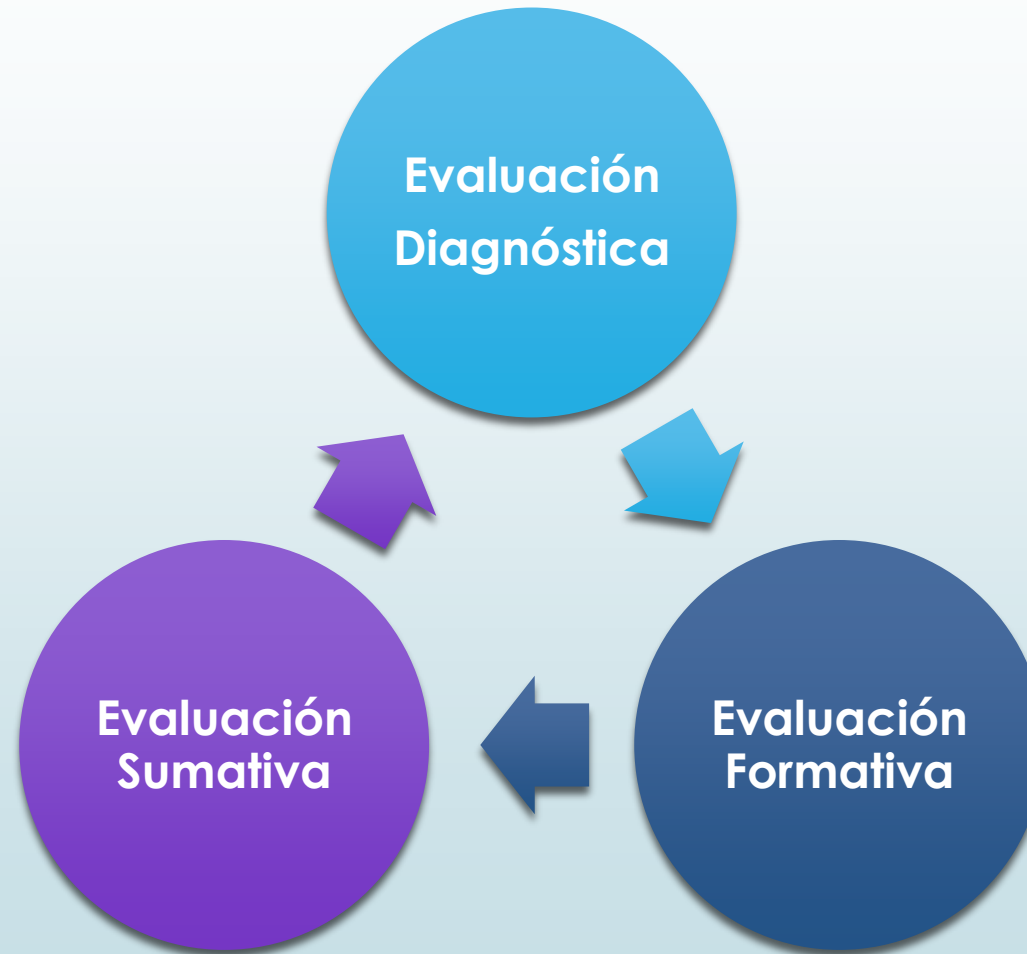 Evaluación
Diagnóstica
Evaluación
Sumativa
Evaluación
Formativa